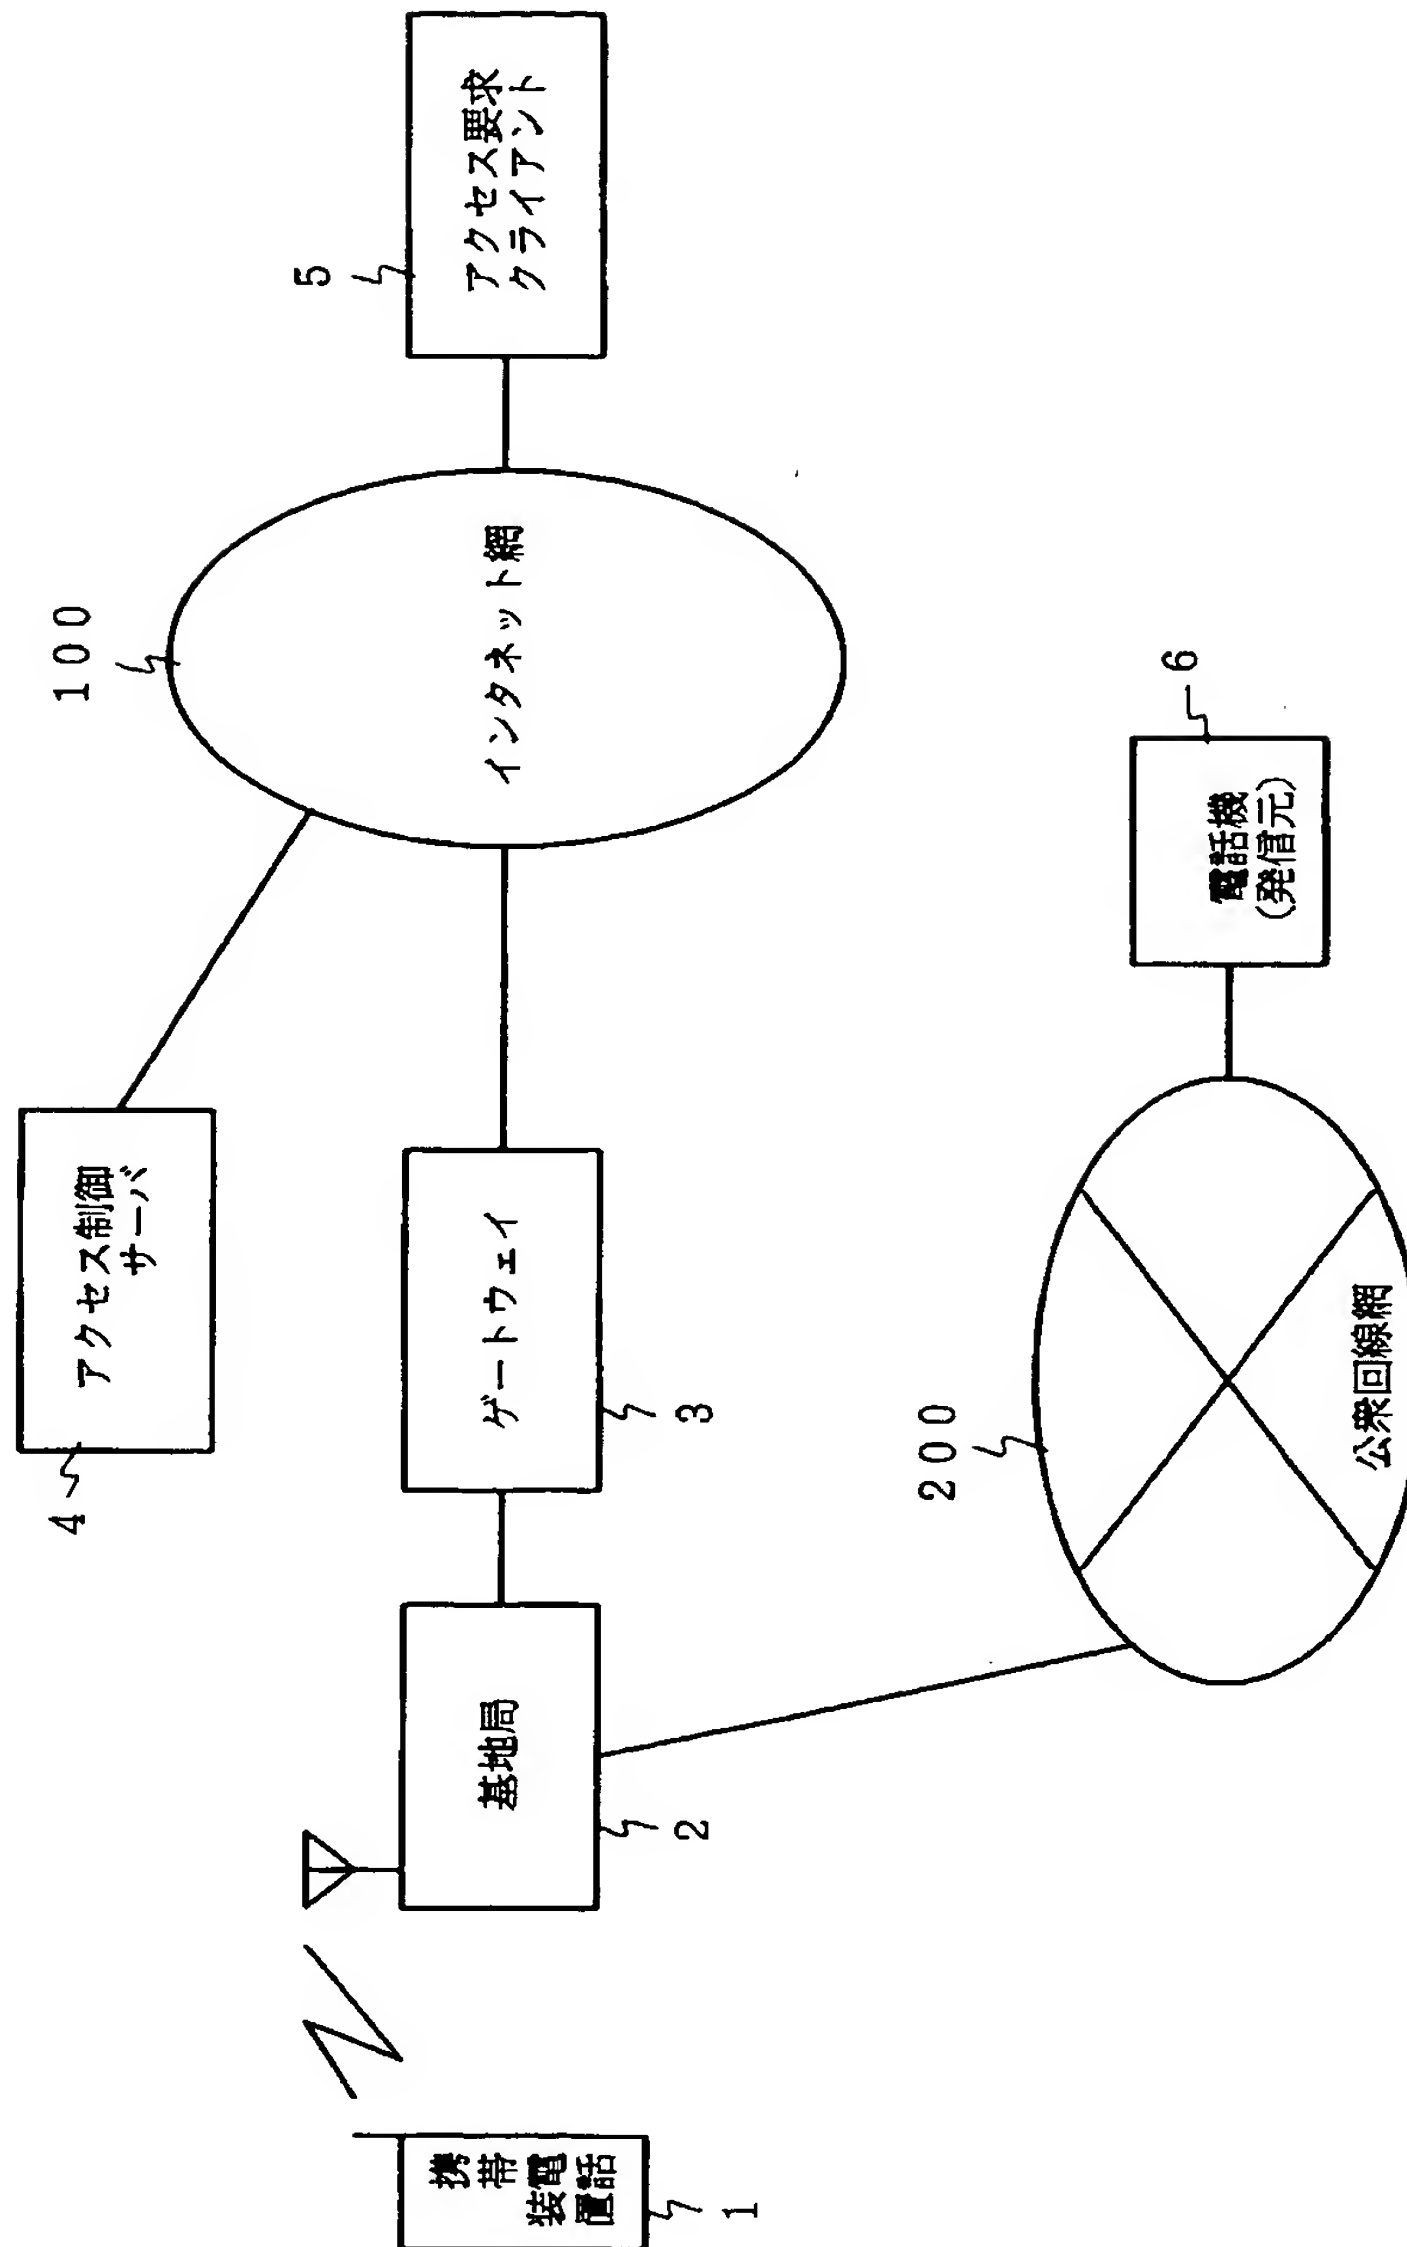 100
インタネット網
5
アクセス要求
クライアント
4
アクセス制御
サーバ
ゲートウェイ
3
基地局
2
携帯
電話
装置
1
200
公衆回線網
6
電話機
(発信元)